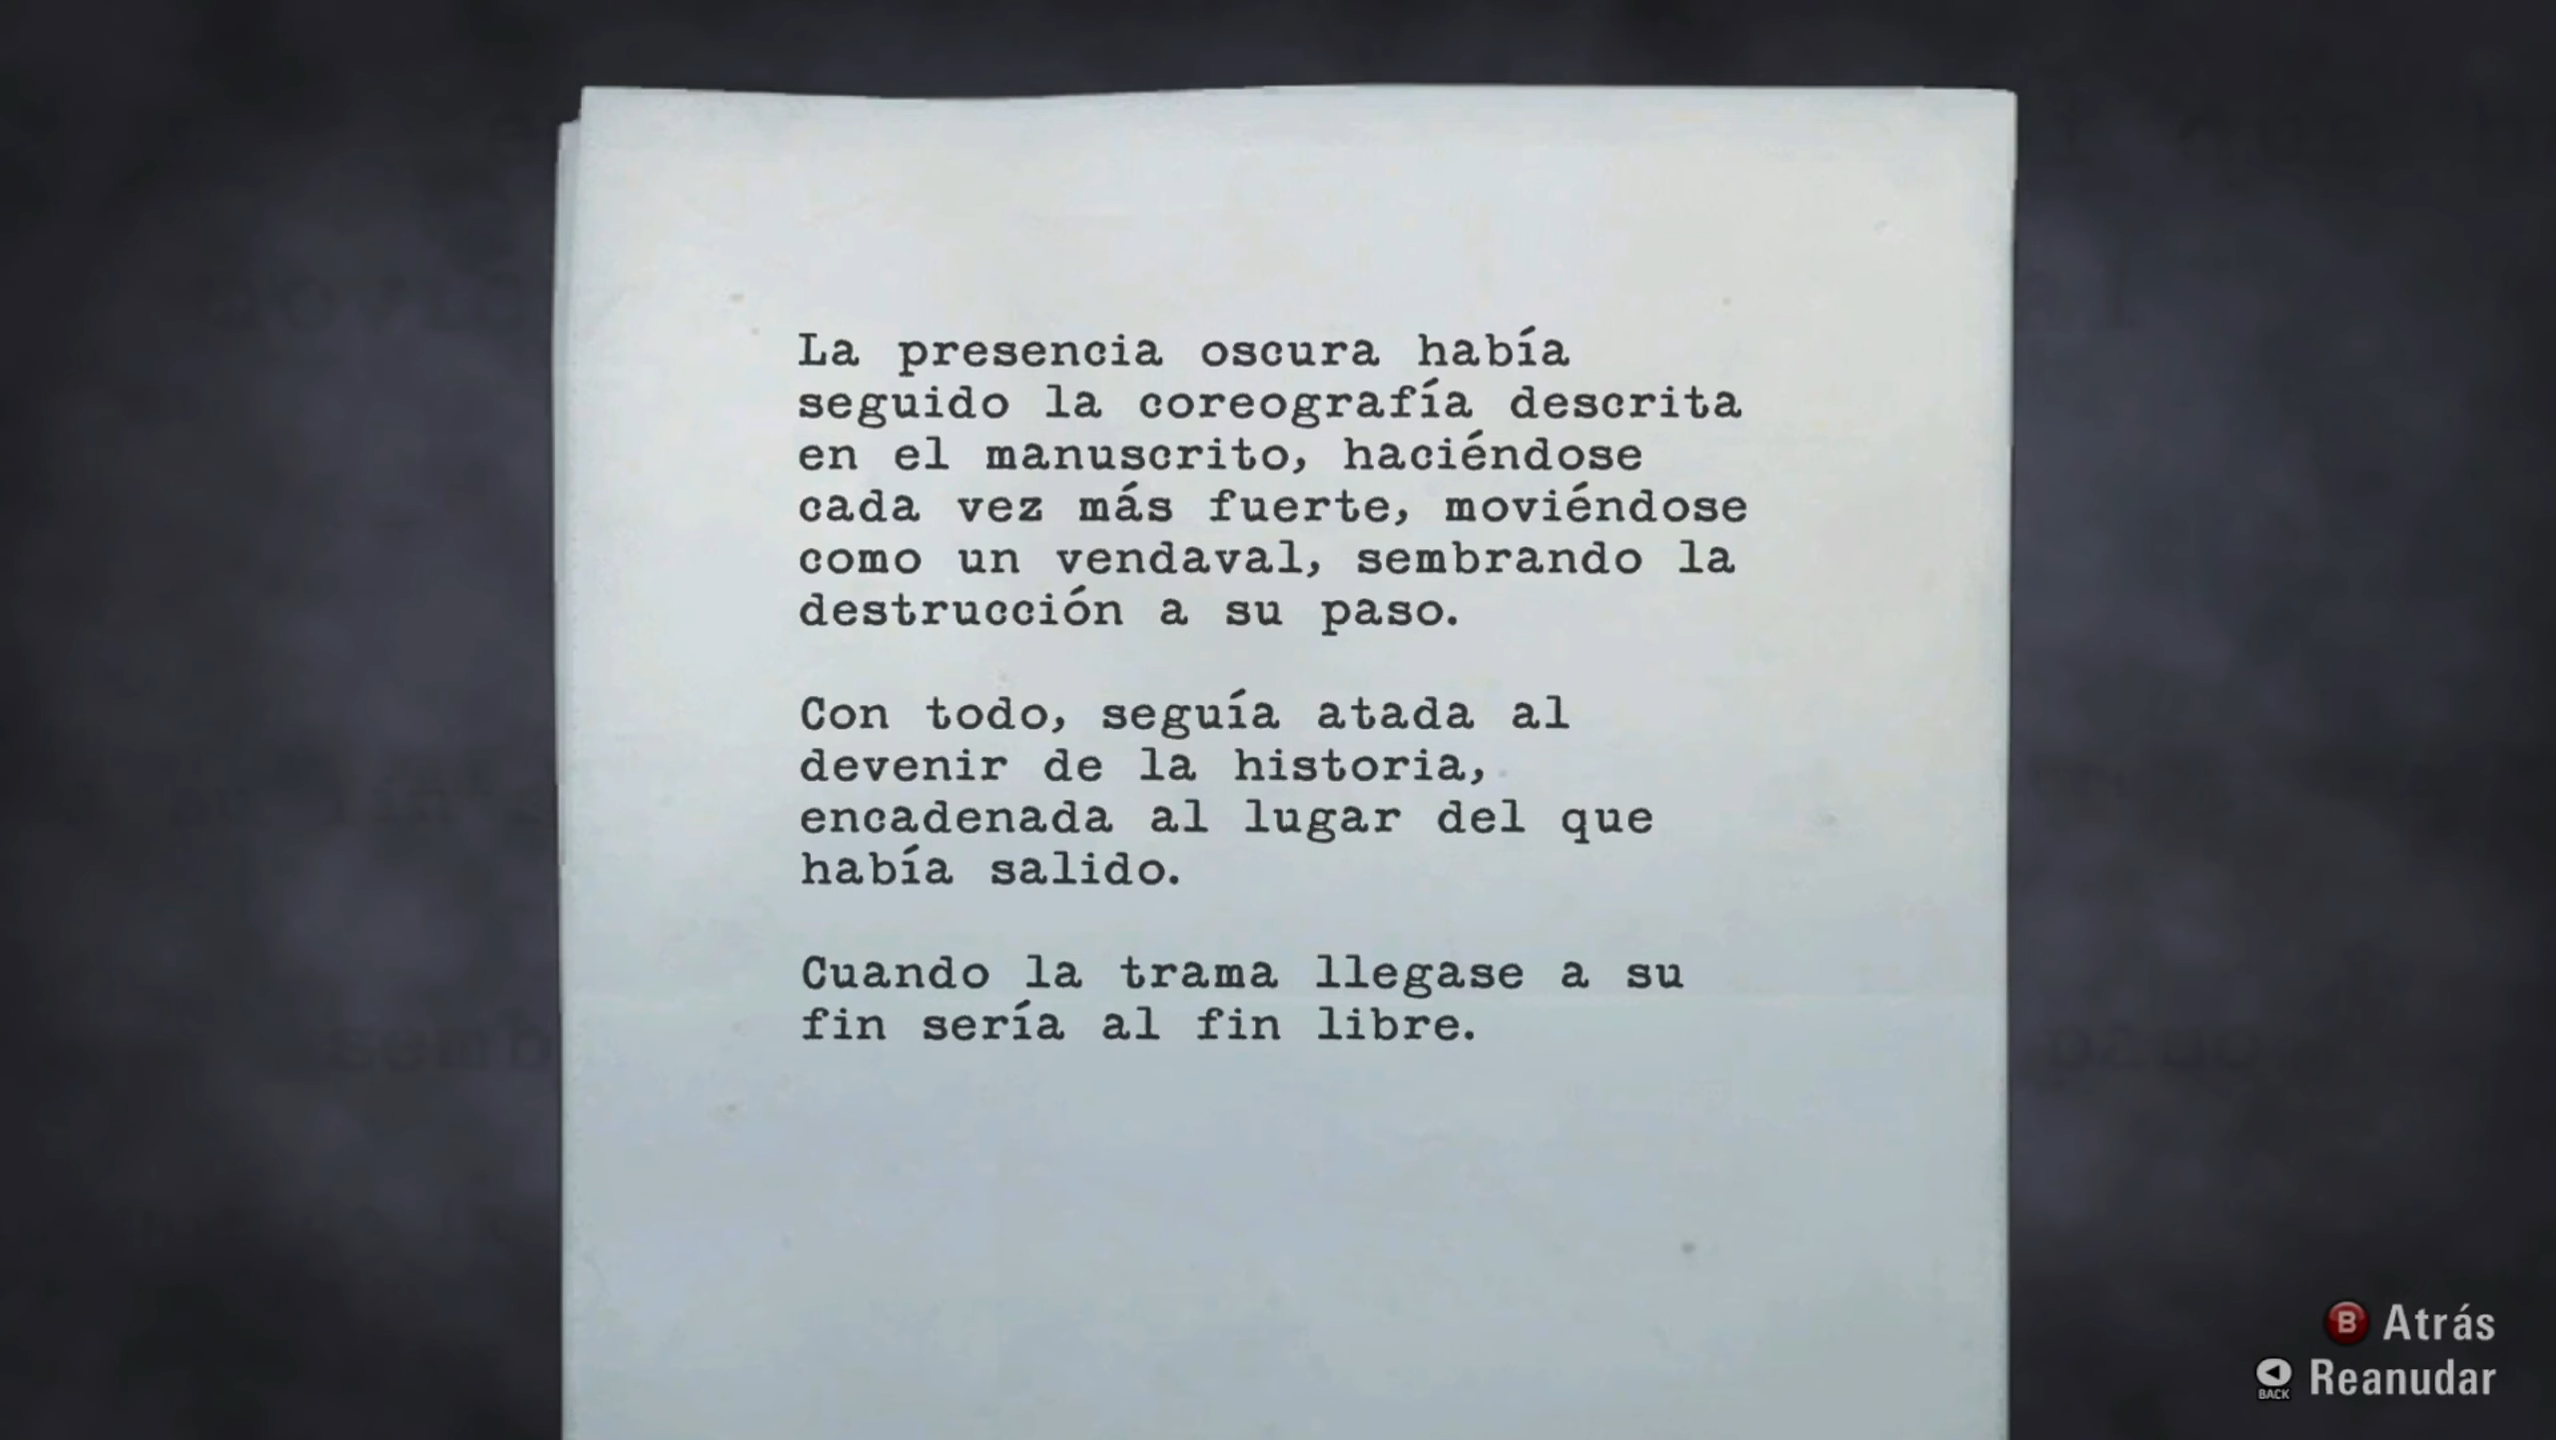 La presencia oscura había
seguido la coreografía descrita
en el manuscrito, haciéndose
cada vez más fuerte, moviéndose
como un vendaval, sembrando la
destrucción a su paso.
Con todo, seguía atada al
devenir de la historia,
encadenada al lugar del que
había salido.
Cuando la trama llegase a su
fin sería al fin libre.
B Atrás
BACK Reanudar